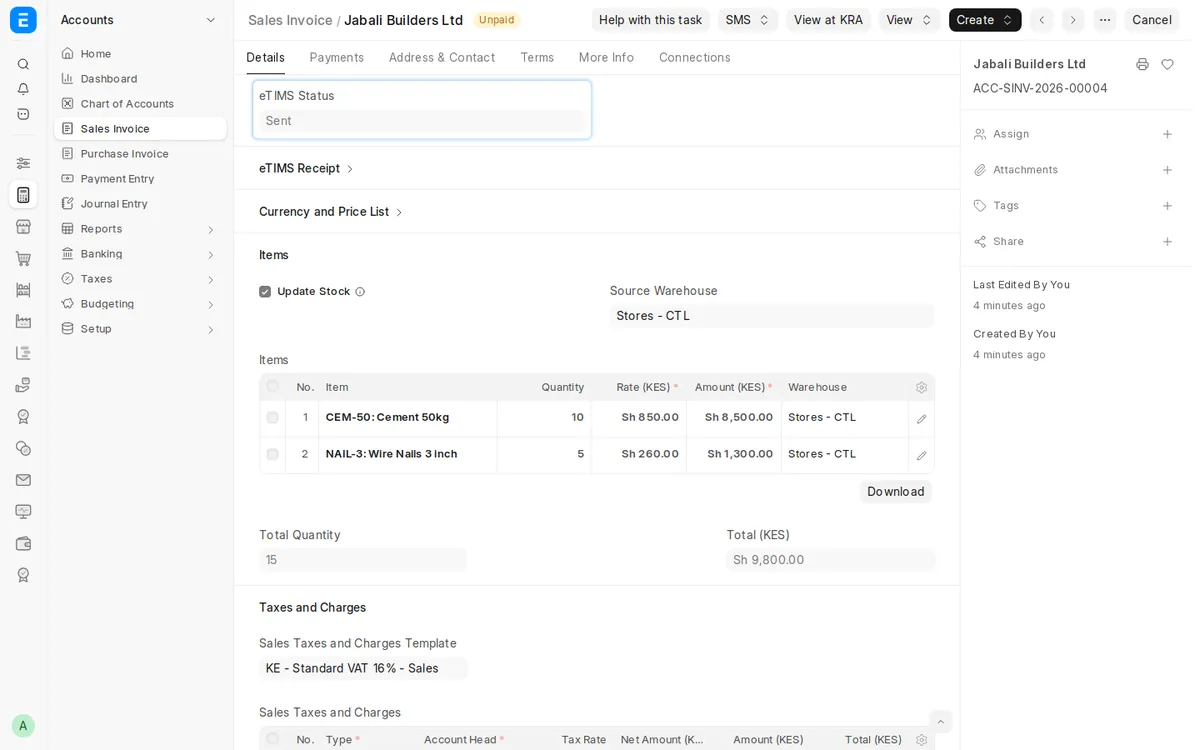 Accounts
Home
Dashboard
Chart of Accounts
Sales Invoice
Purchase Invoice
Payment Entry
Journal Entry
Reports
Banking
Taxes
Budgeting
Setup
A
Sales Invoice / Jabali Builders Ltd Unpaid
Help with this task SMS View at KRA View Create Cancel
Details Payments Address & Contact Terms More Info Connections
eTIMS Status
Sent
eTIMS Receipt
Currency and Price List
Items
Update Stock
Source Warehouse
Stores - CTL
Items
No. Item Quantity Rate (KES) * Amount (KES) * Warehouse
1 CEM-50: Cement 50kg 10 Sh 850.00 Sh 8,500.00 Stores - CTL
2 NAIL-3: Wire Nails 3 inch 5 Sh 260.00 Sh 1,300.00 Stores - CTL
Download
Total Quantity
15
Total (KES)
Sh 9,800.00
Taxes and Charges
Sales Taxes and Charges Template
KE - Standard VAT 16% - Sales
Sales Taxes and Charges
No. Type * Account Head * Tax Rate Net Amount (K... Amount (KES) Total (KES)
Jabali Builders Ltd
ACC-SINV-2026-00004
Assign
Attachments
Tags
Share
Last Edited By You
4 minutes ago
Created By You
4 minutes ago